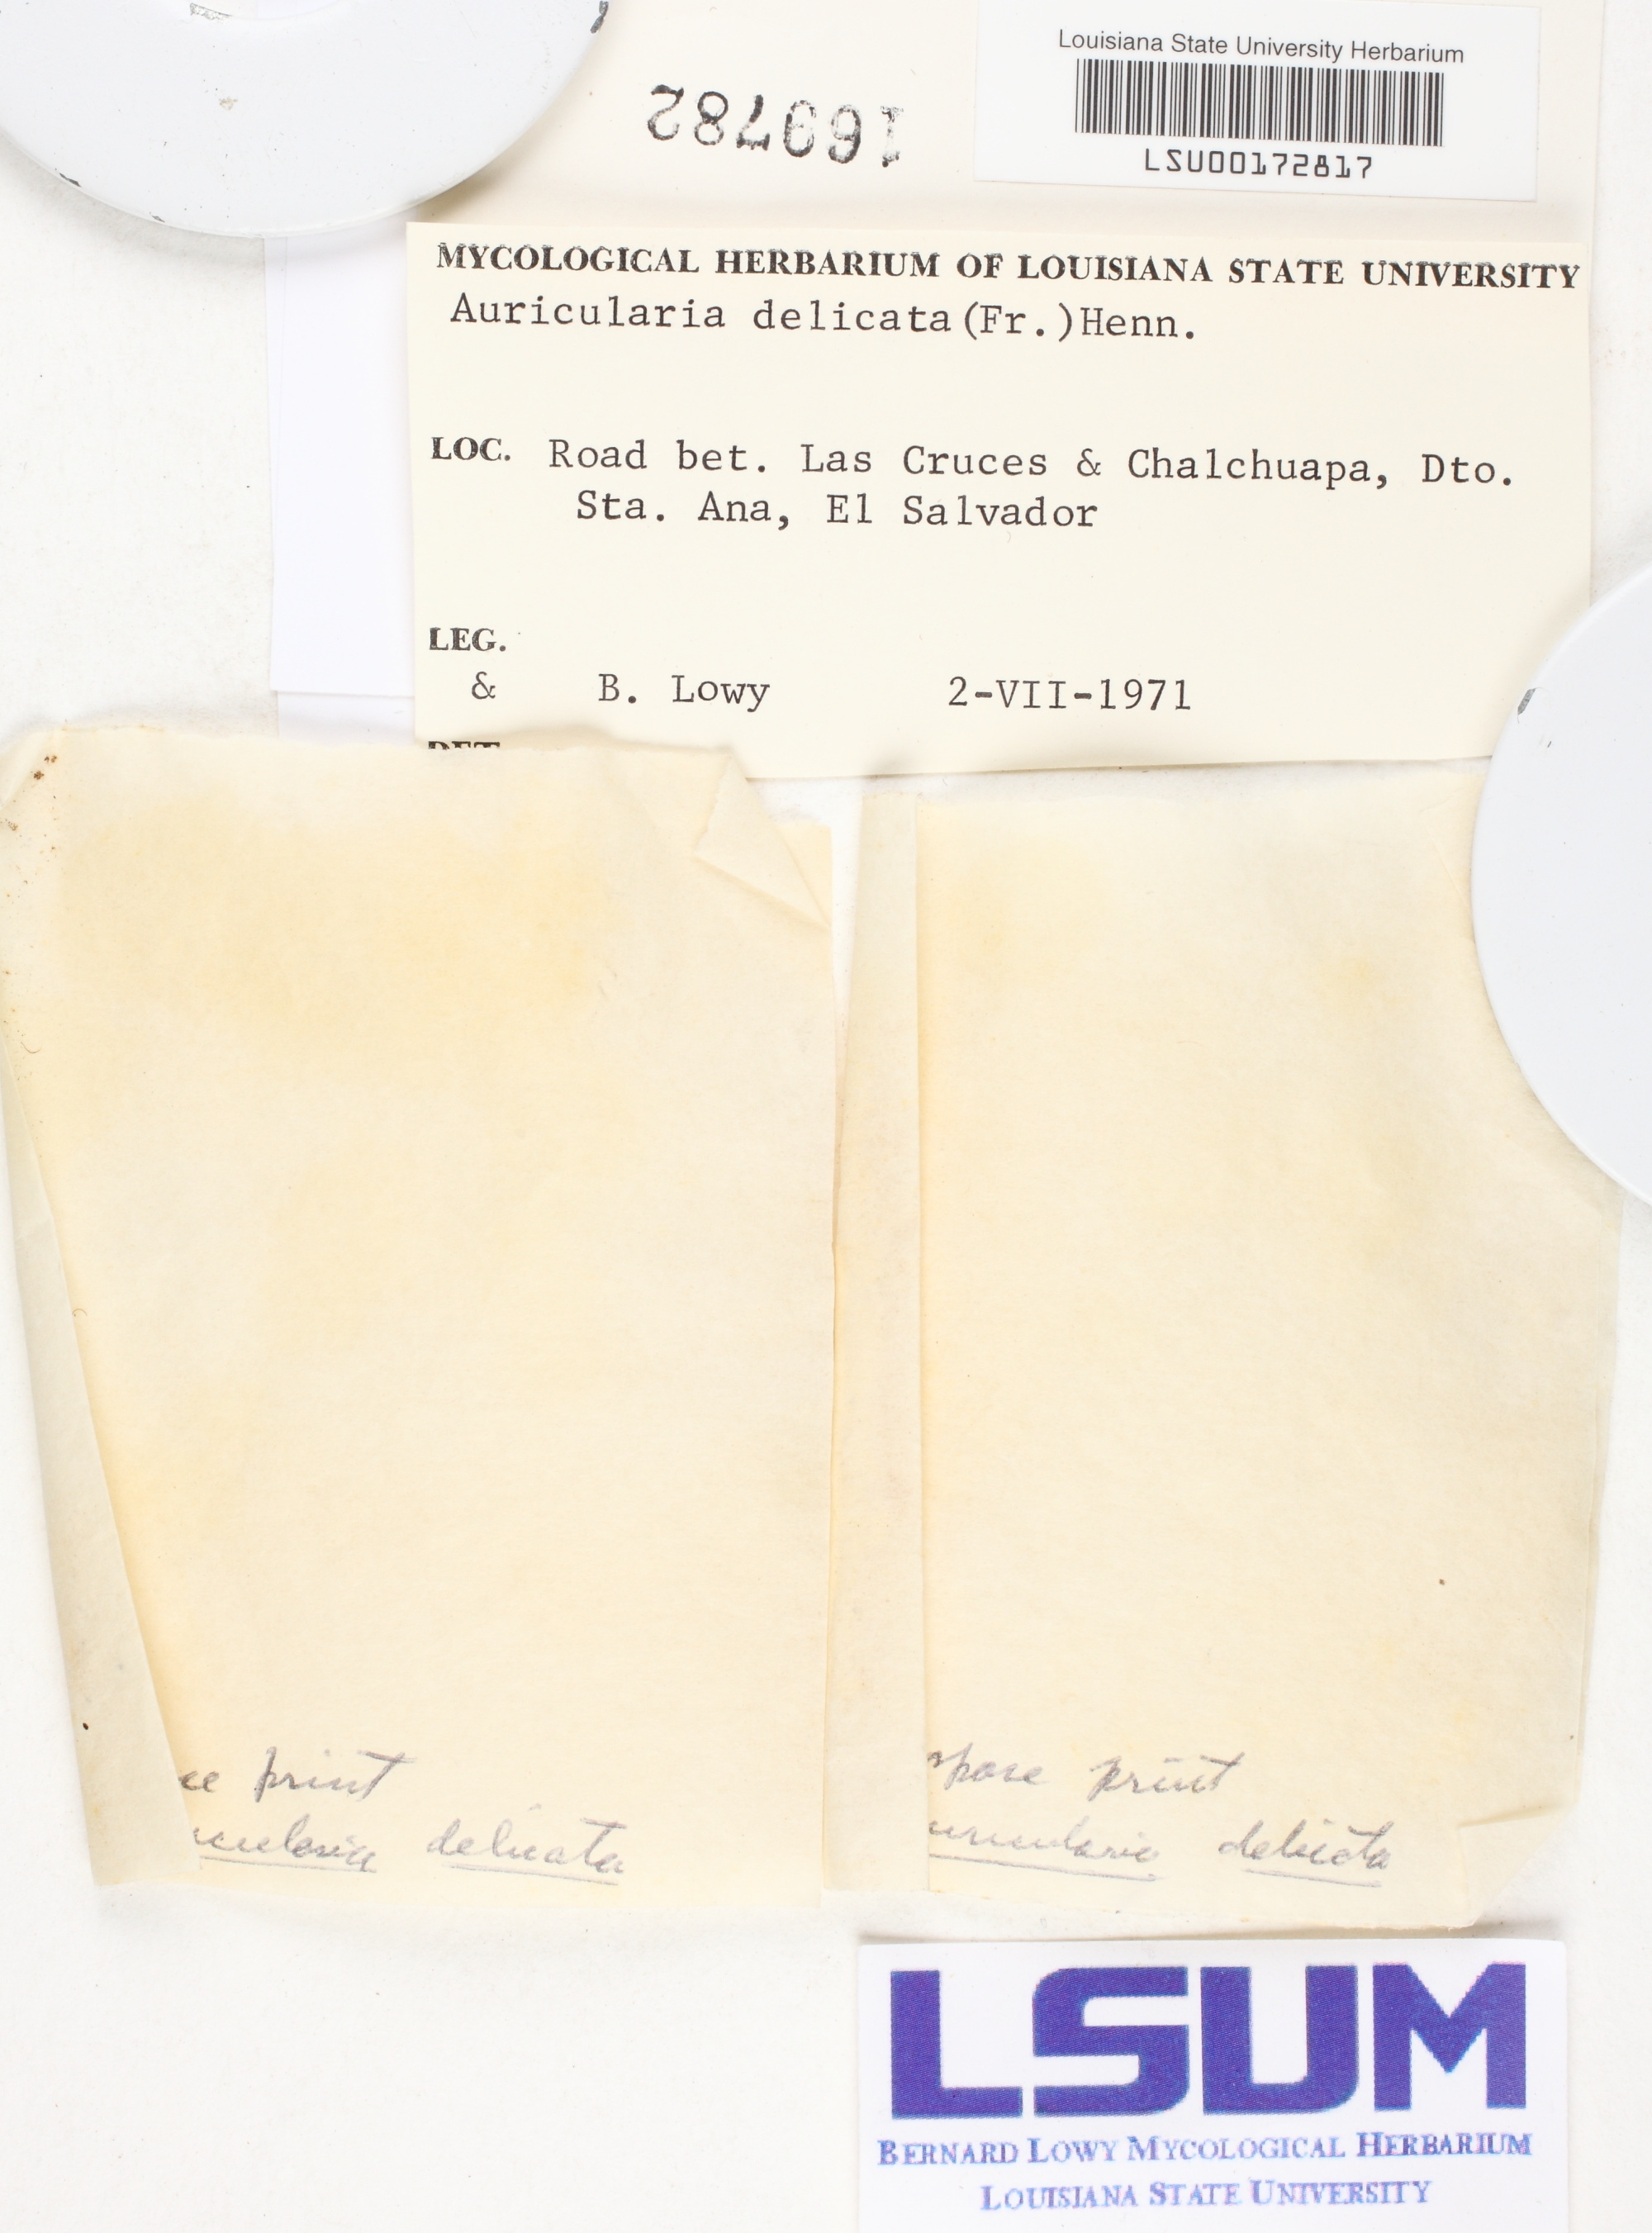 Louisiana State University Herbarium
LSU00172817
169782
MYCOLOGICAL HERBARIUM OF LOUISIANA STATE UNIVERSITY
Auricularia delicata(Fr.)Henn.
LOC. Road bet. Las Cruces & Chalchuapa, Dto.
Sta. Ana, El Salvador
LEG.
& B. Lowy 2-VII-1971
DET.
print
delicata
spore print
delicata
LSUM
BERNARD LOWY MYCOLOGICAL HERBARIUM
LOUISIANA STATE UNIVERSITY